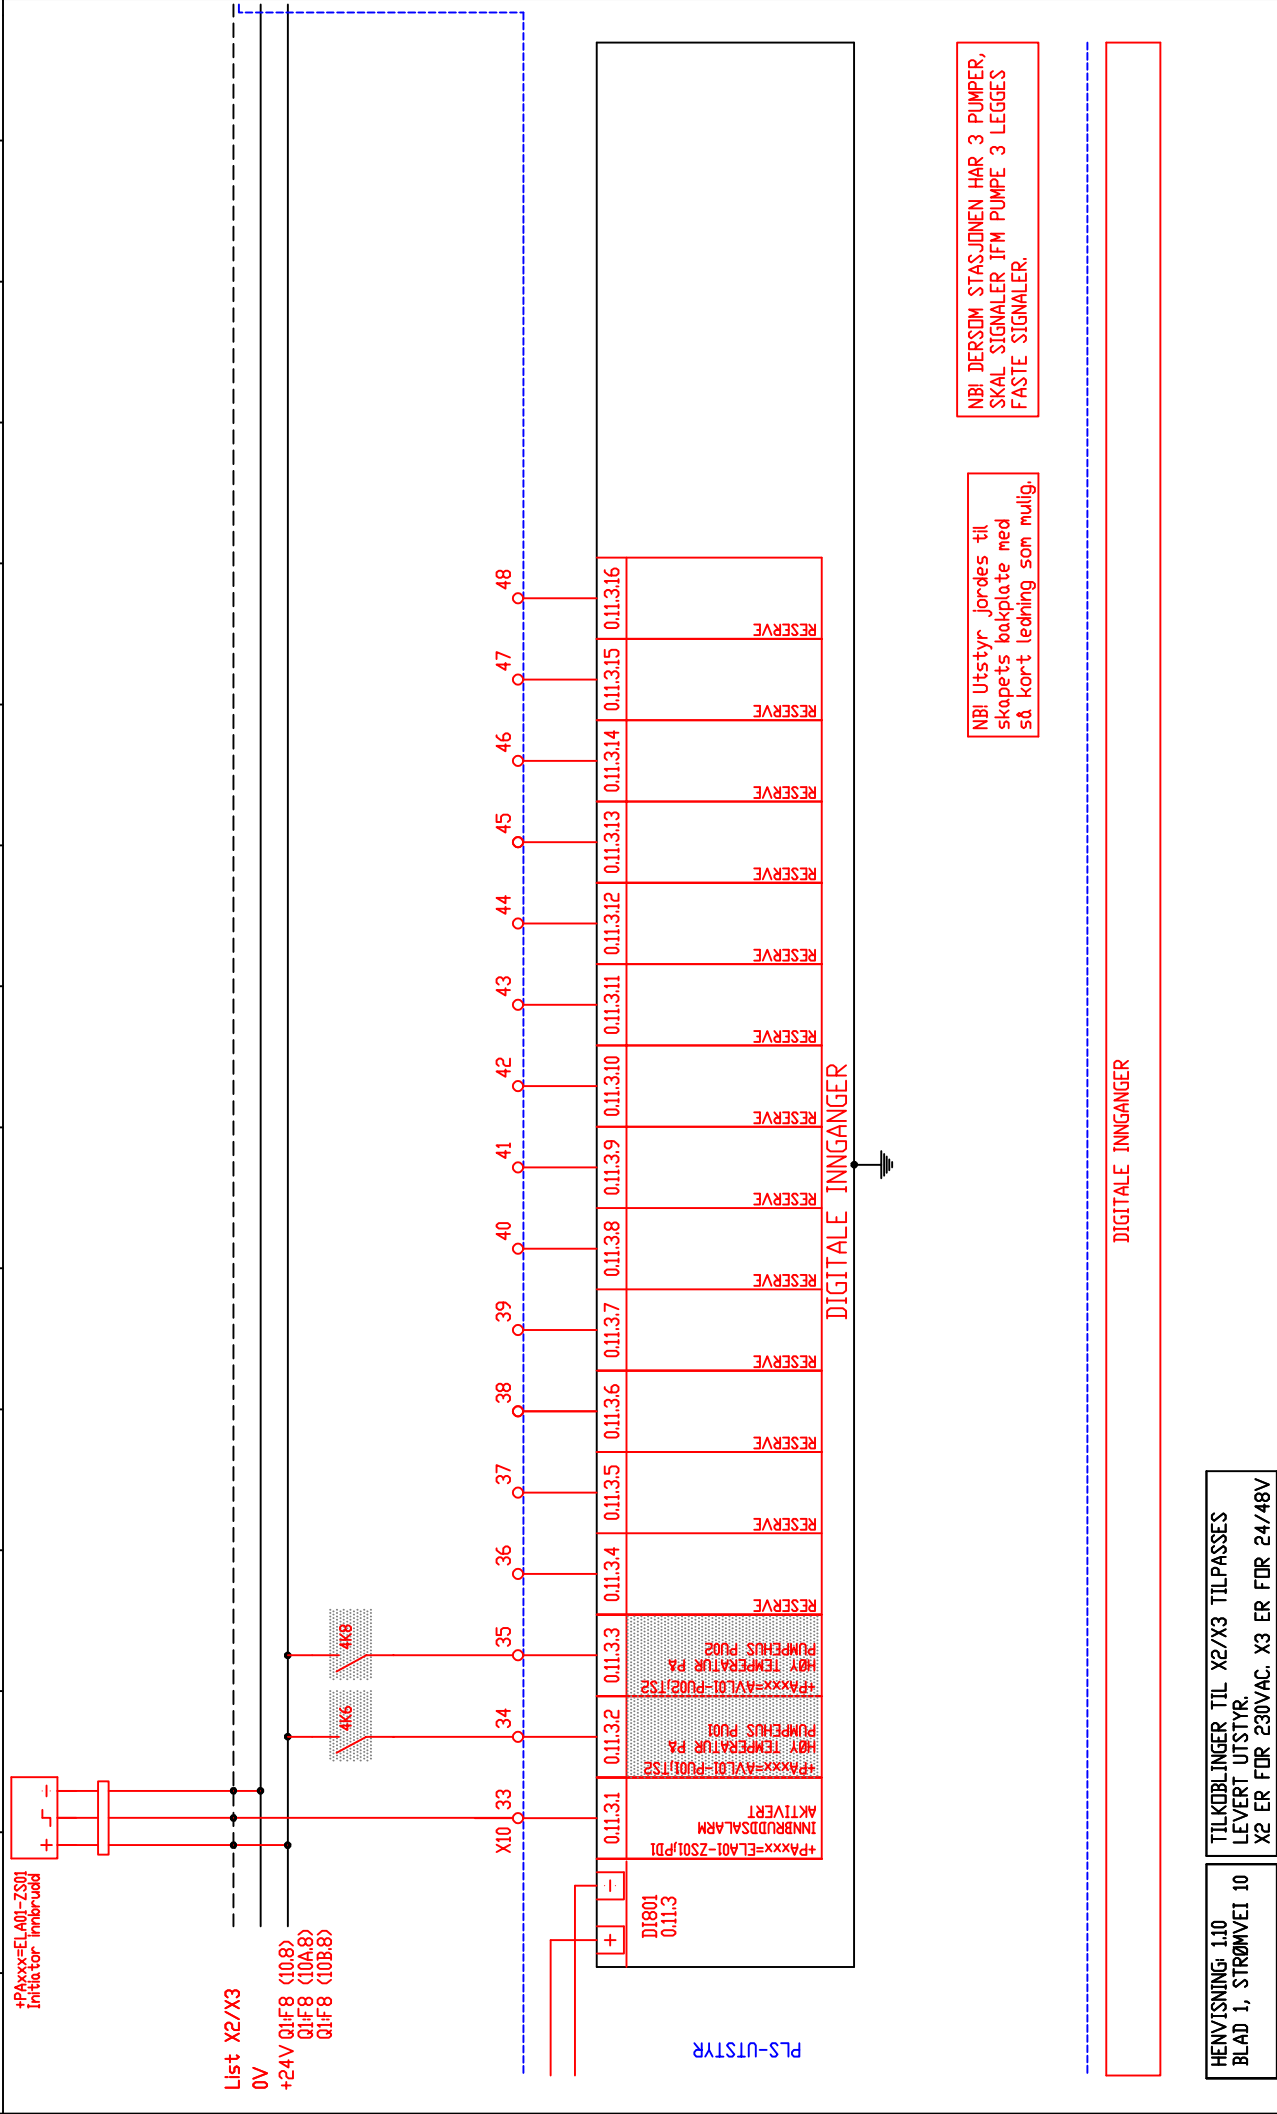 +PAxxx=ELA01-ZS01
Initiator innbrudd
List X2/X3
0V
+24V Q1:F8 (10.8)
Q1:F8 (10A.8)
Q1:F8 (10B.8)
4K6
4K8
X10
33
34
35
36
37
38
39
40
41
42
43
44
45
46
47
48
DI801
0.11.3
0.11.3.1
0.11.3.2
0.11.3.3
0.11.3.4
0.11.3.5
0.11.3.6
0.11.3.7
0.11.3.8
0.11.3.9
0.11.3.10
0.11.3.11
0.11.3.12
0.11.3.13
0.11.3.14
0.11.3.15
0.11.3.16
+PAxxx=ELA01-ZS01;PD1
INNBRUDDSALARM
AKTIVERT
+PAxxx=AVL01-PU01;TS2
HØY TEMPERATUR PÅ
PUMPEHUS PU01
+PAxxx=AVL01-PU02;TS2
HØY TEMPERATUR PÅ
PUMPEHUS PU02
RESERVE
RESERVE
RESERVE
RESERVE
RESERVE
RESERVE
RESERVE
RESERVE
RESERVE
RESERVE
RESERVE
RESERVE
RESERVE
DIGITALE INNGANGER
PLS-UTSTYR
NB! Utstyr jordes til
skapets bakplate med
så kort ledning som mulig.
NB! DERSOM STASJONEN HAR 3 PUMPER,
SKAL SIGNALER IFM PUMPE 3 LEGGES
FASTE SIGNALER.
DIGITALE INNGANGER
HENVISNING: 1.10
BLAD 1, STRØMVEI 10
TILKOBLINGER TIL X2/X3 TILPASSES
LEVERT UTSTYR.
X2 ER FOR 230VAC. X3 ER FOR 24/48V